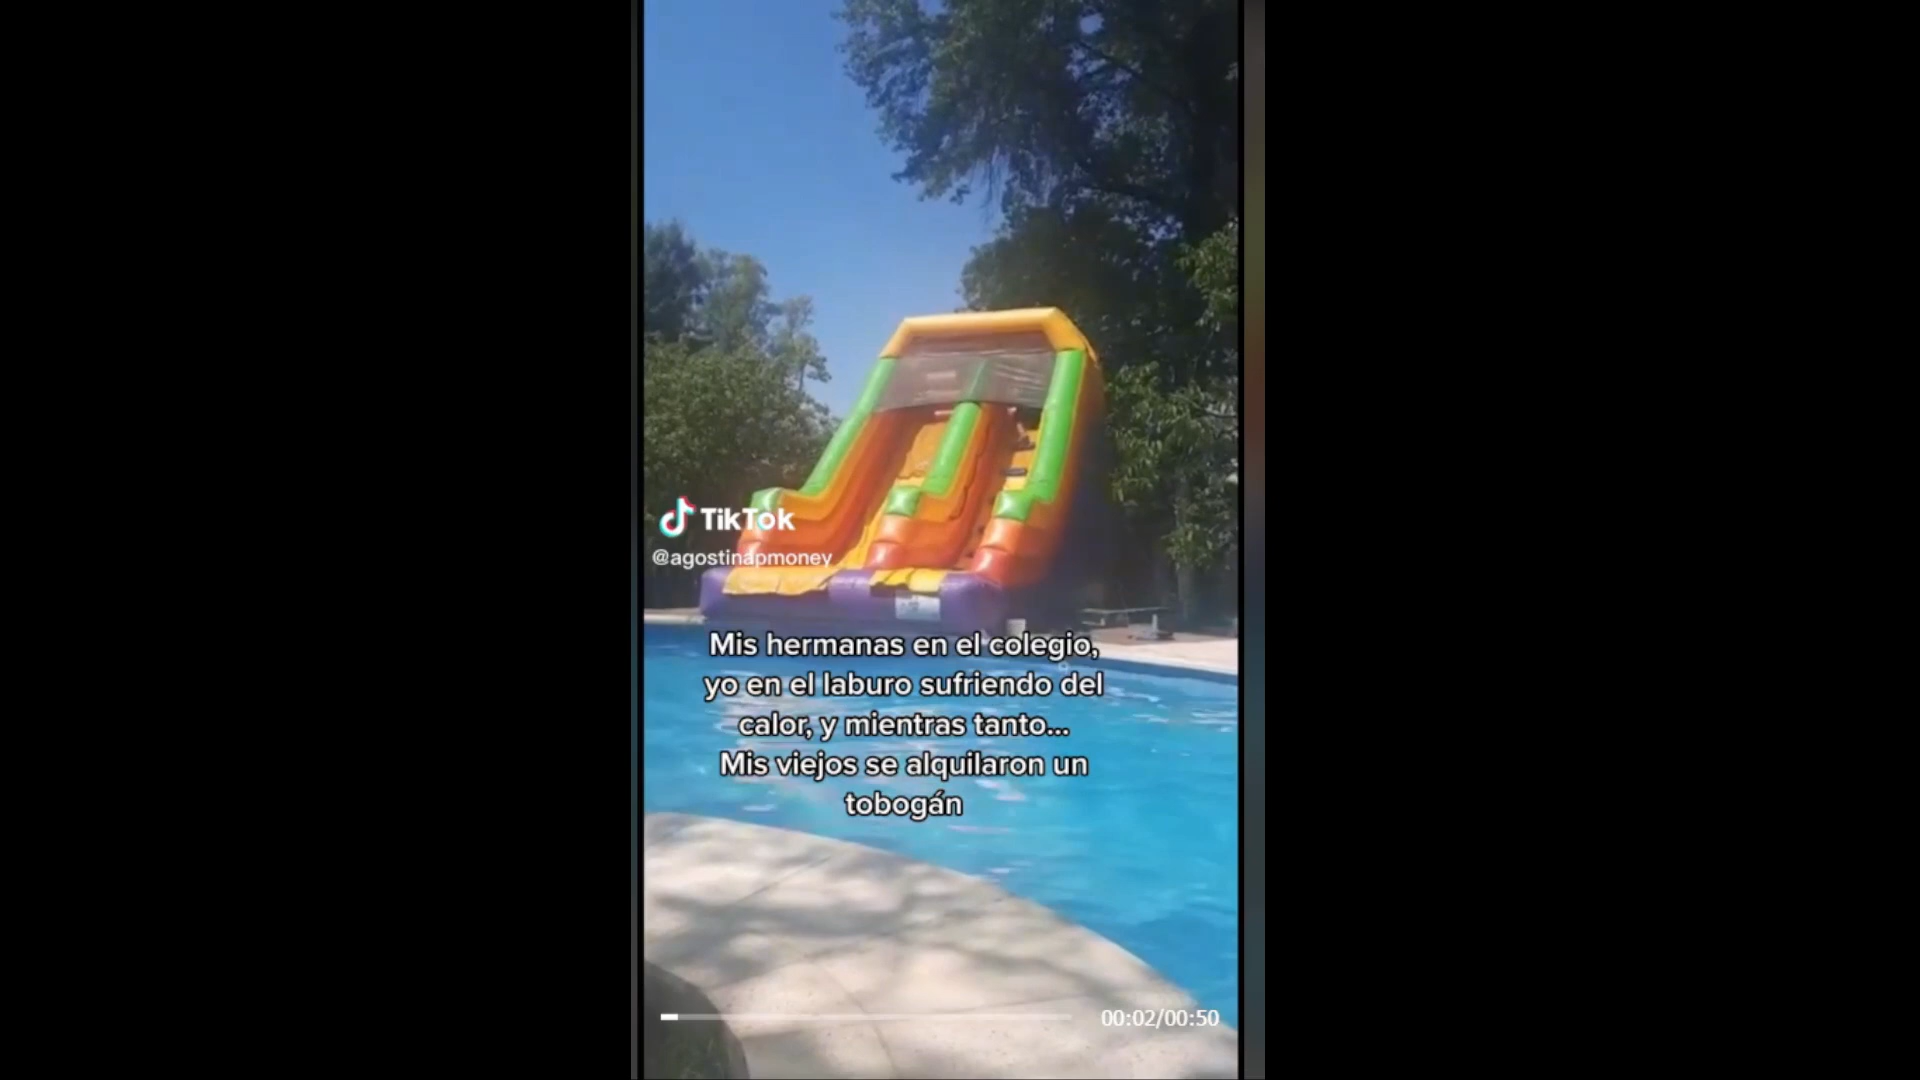 TikTok
@agostinapmoney
Mis hermanas en el colegio,
yo en el laburo sufriendo del
calor, y mientras tanto...
Mis viejos se alquilaron un
tobogán
00:02/00:50